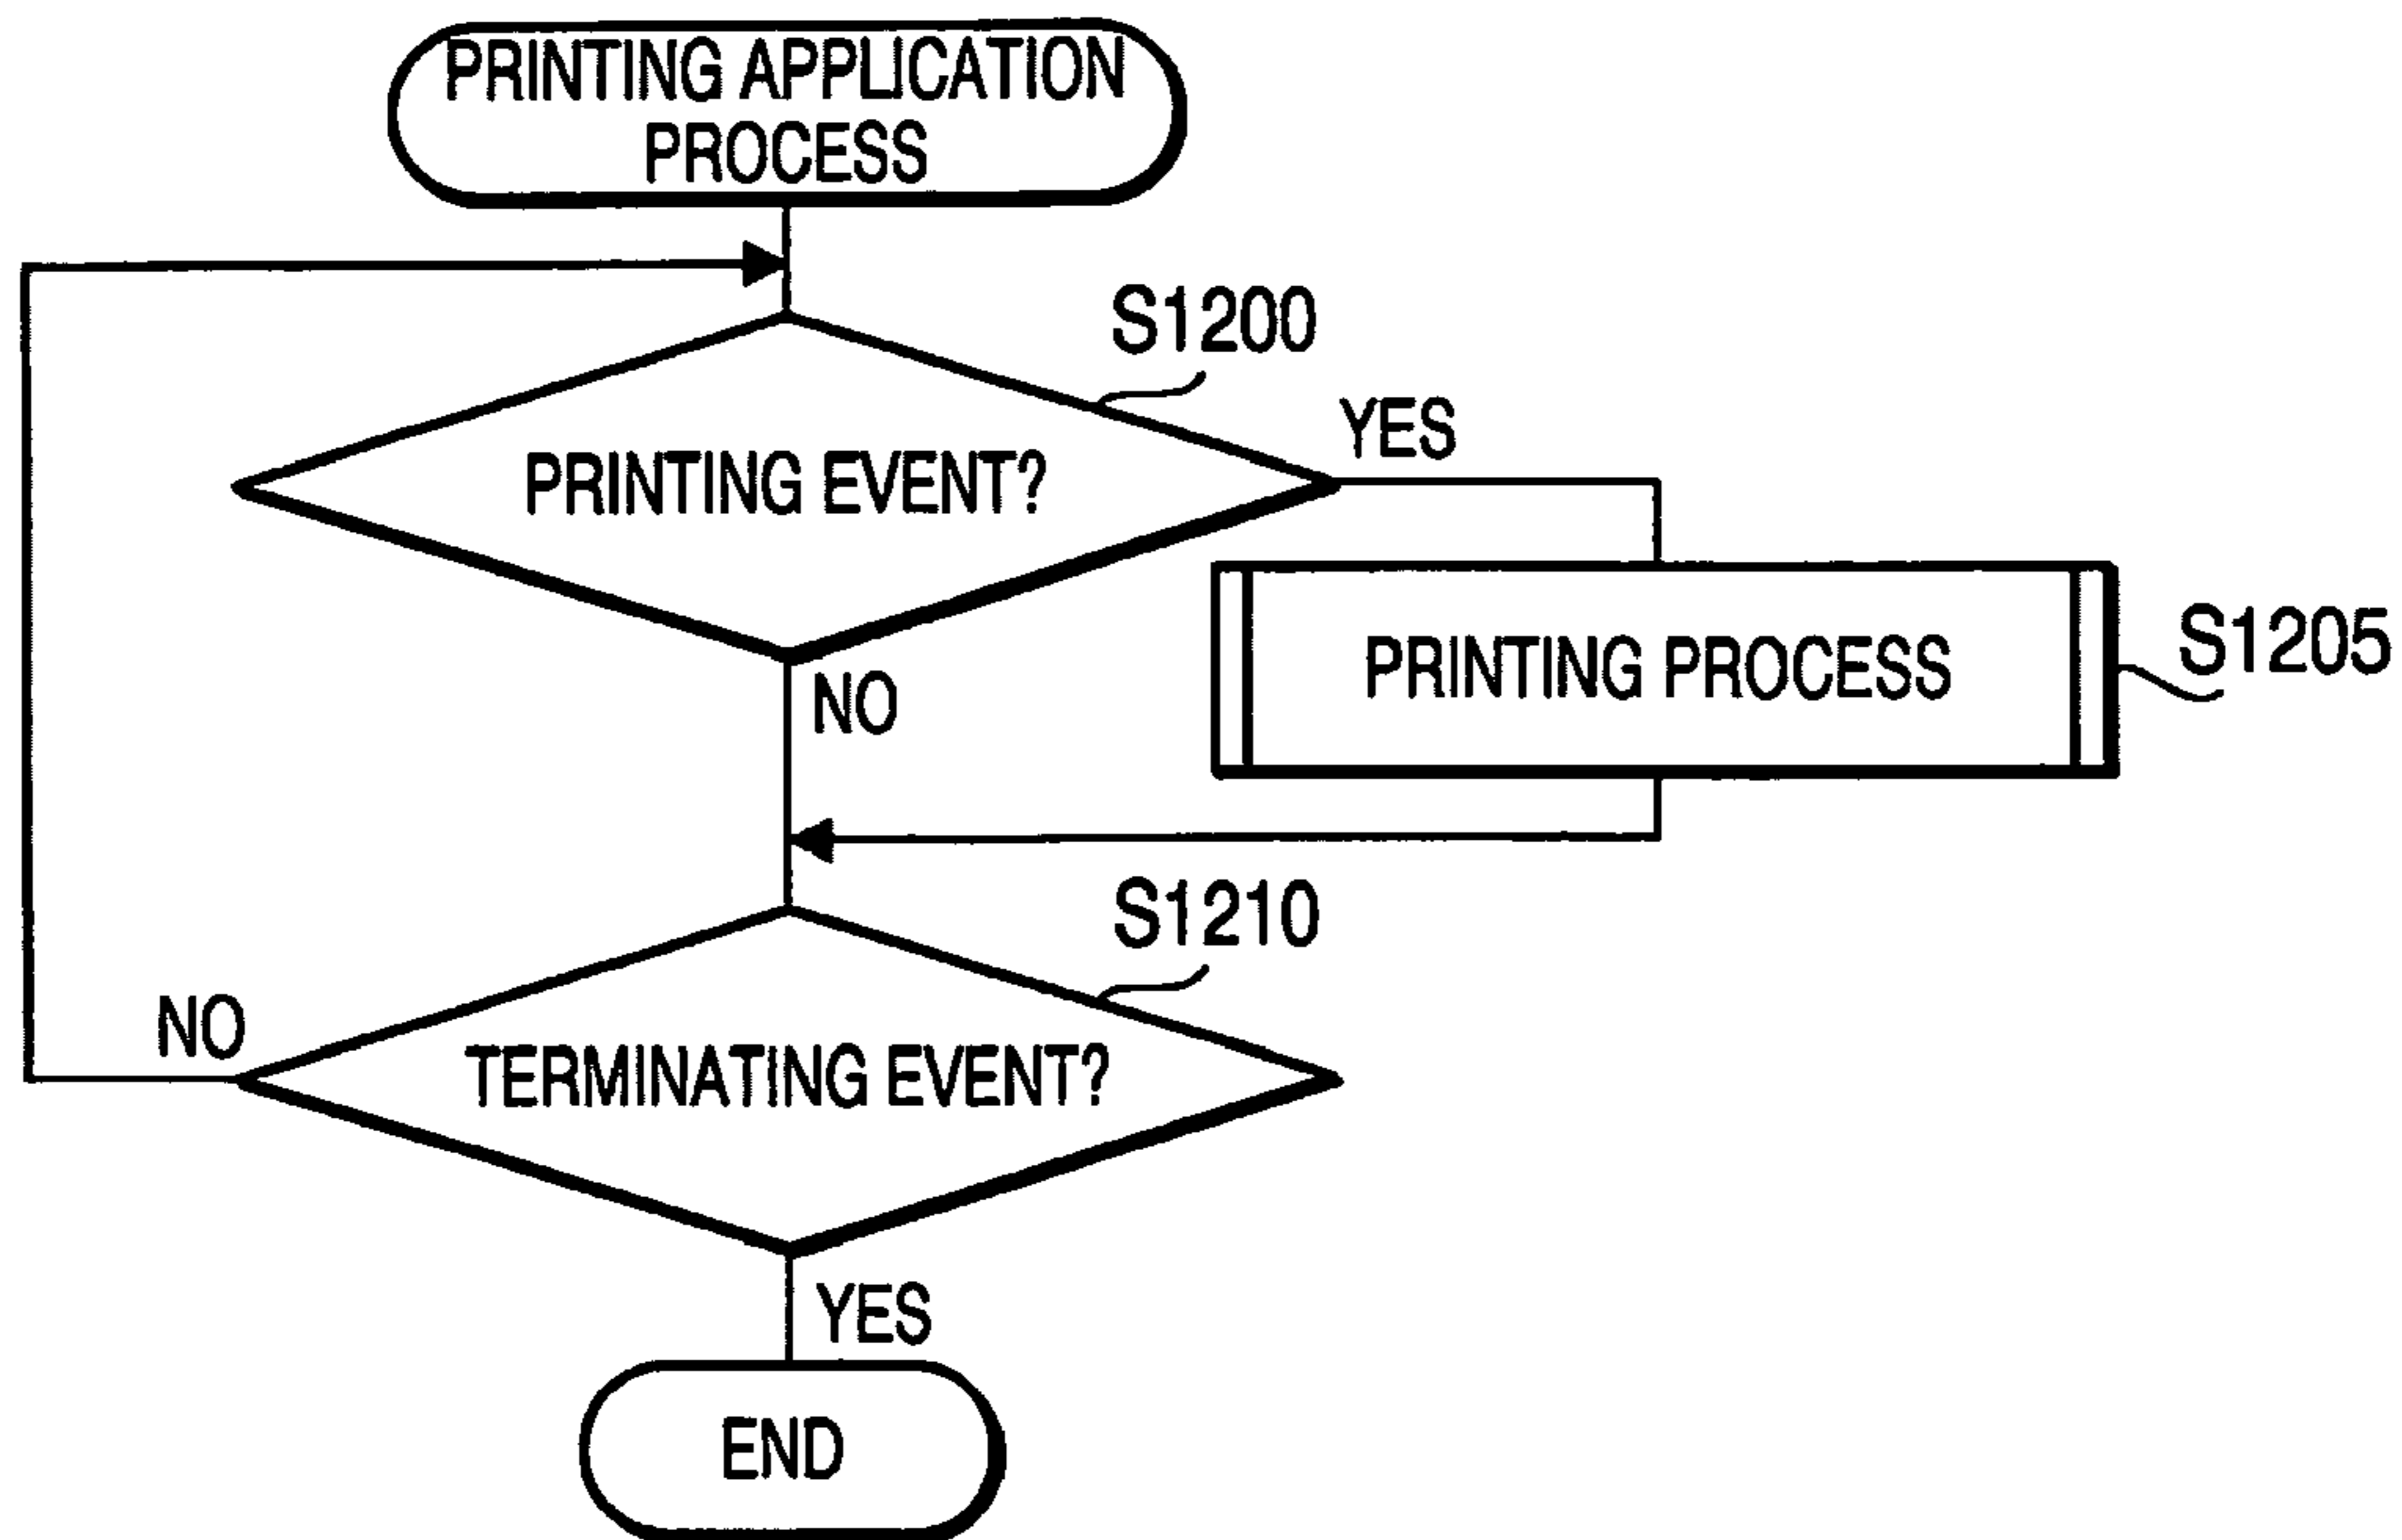 PRINTING APPLICATION
PROCESS
S1200
PRINTING EVENT?
YES
NO
PRINTING PROCESS
S1205
S1210
TERMINATING EVENT?
NO
YES
END